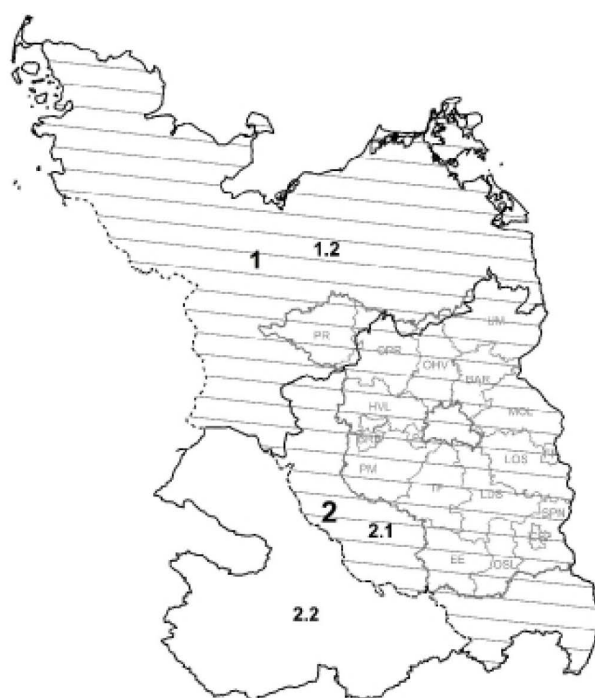 1
1.2
UM
PR
OPR
OHV
BAR
HVL
MOL
PM
LOS
TF
LDS
SPN
2
2.1
EE
OSL
2.2